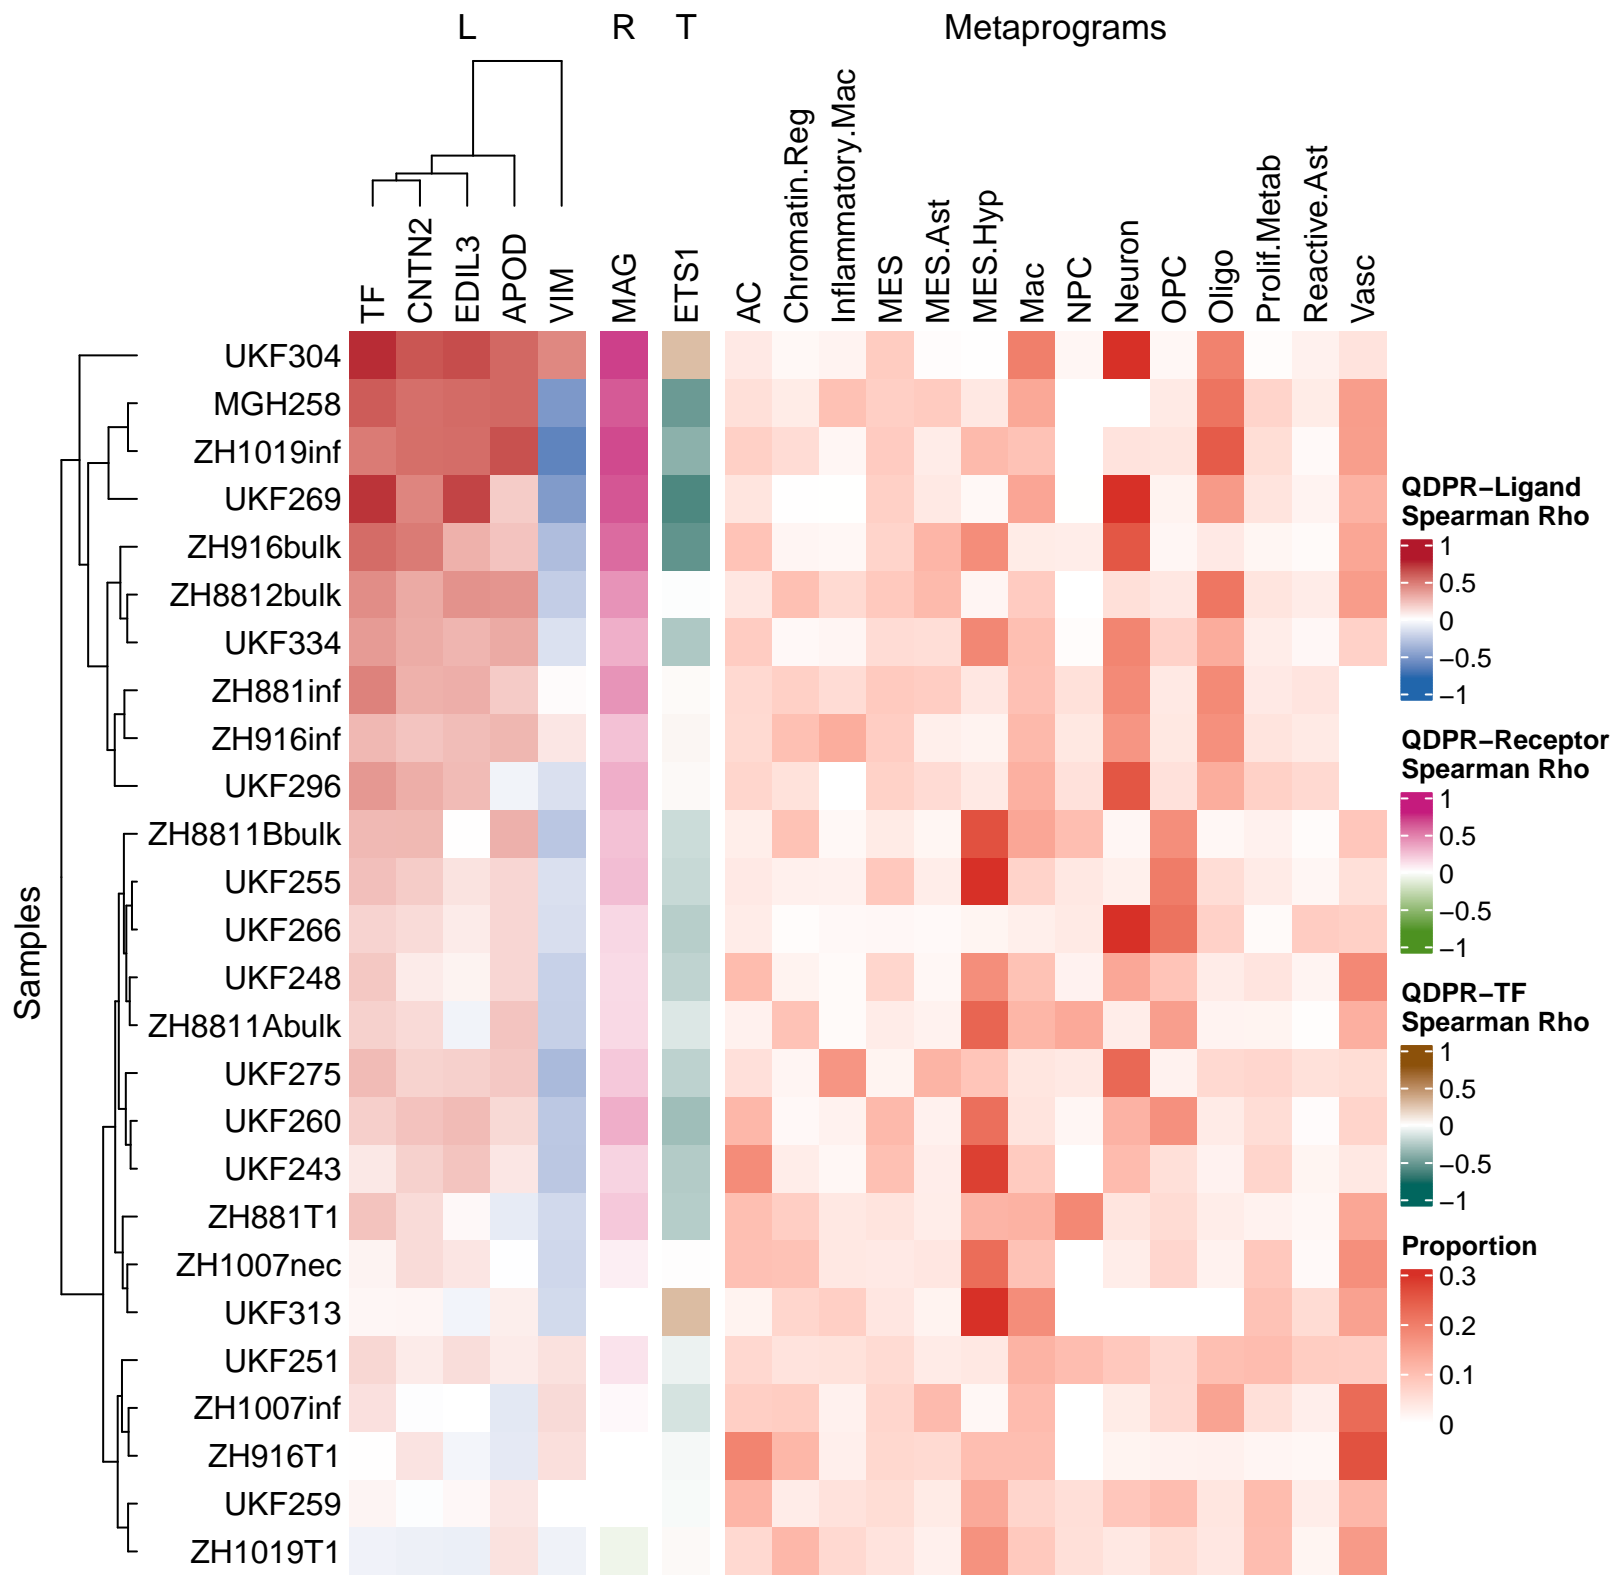 L R T Metaprograms
TF CNTN2 EDIL3 APOD VIM MAG ETS1 AC Chromatin.Reg Inflammatory.Mac MES MES.Ast MES.Hyp Mac NPC Neuron OPC Oligo Prolif.Metab Reactive.Ast Vasc
Samples
UKF304
MGH258
ZH1019inf
UKF269
ZH916bulk
ZH8812bulk
UKF334
ZH881inf
ZH916inf
UKF296
ZH8811Bbulk
UKF255
UKF266
UKF248
ZH8811Abulk
UKF275
UKF260
UKF243
ZH881T1
ZH1007nec
UKF313
UKF251
ZH1007inf
ZH916T1
UKF259
ZH1019T1
QDPR−Ligand
Spearman Rho
1
0.5
0
−0.5
−1
QDPR−Receptor
Spearman Rho
1
0.5
0
−0.5
−1
QDPR−TF
Spearman Rho
1
0.5
0
−0.5
−1
Proportion
0.3
0.2
0.1
0